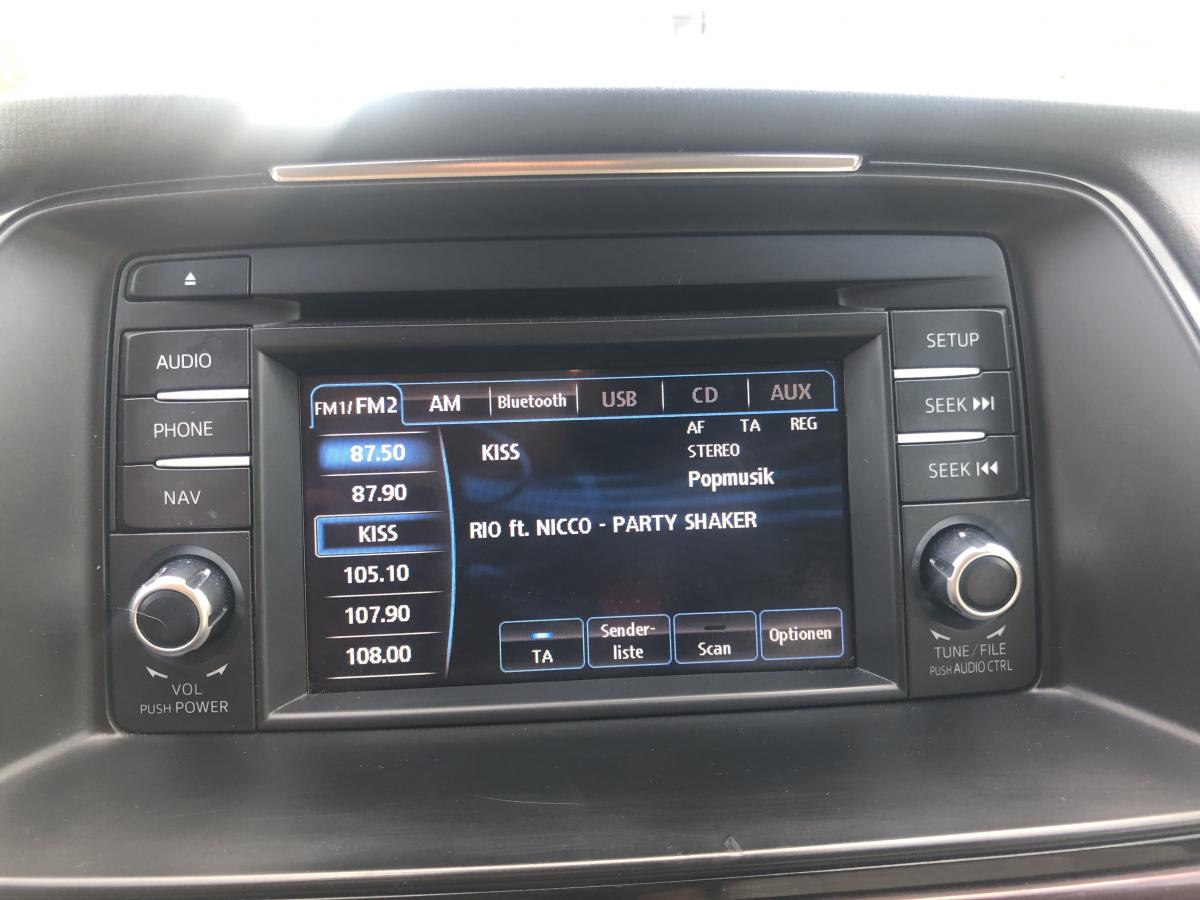 AUDIO
PHONE
NAV
VOL
PUSH POWER
FM1/FM2 AM Bluetooth USB CD AUX
AF TA REG
87.50
87.90
KISS
105.10
107.90
108.00
KISS
STEREO
Popmusik
RIO ft. NICCO - PARTY SHAKER
TA
Sender-
liste
Scan
Optionen
SETUP
SEEK
SEEK
TUNE/FILE
PUSH AUDIO CTRL